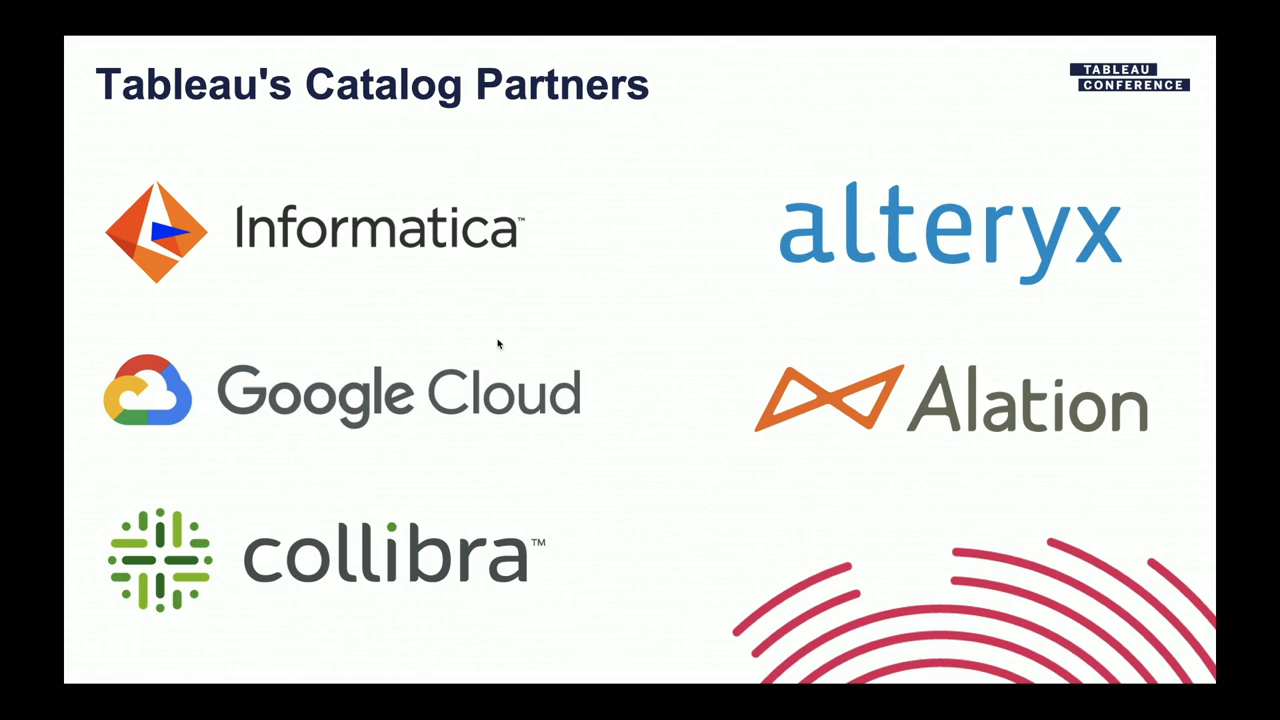 Tableau's Catalog Partners
TABLEAU
CONFERENCE
Informatica™
alteryx
Google Cloud
Alation
collibra™